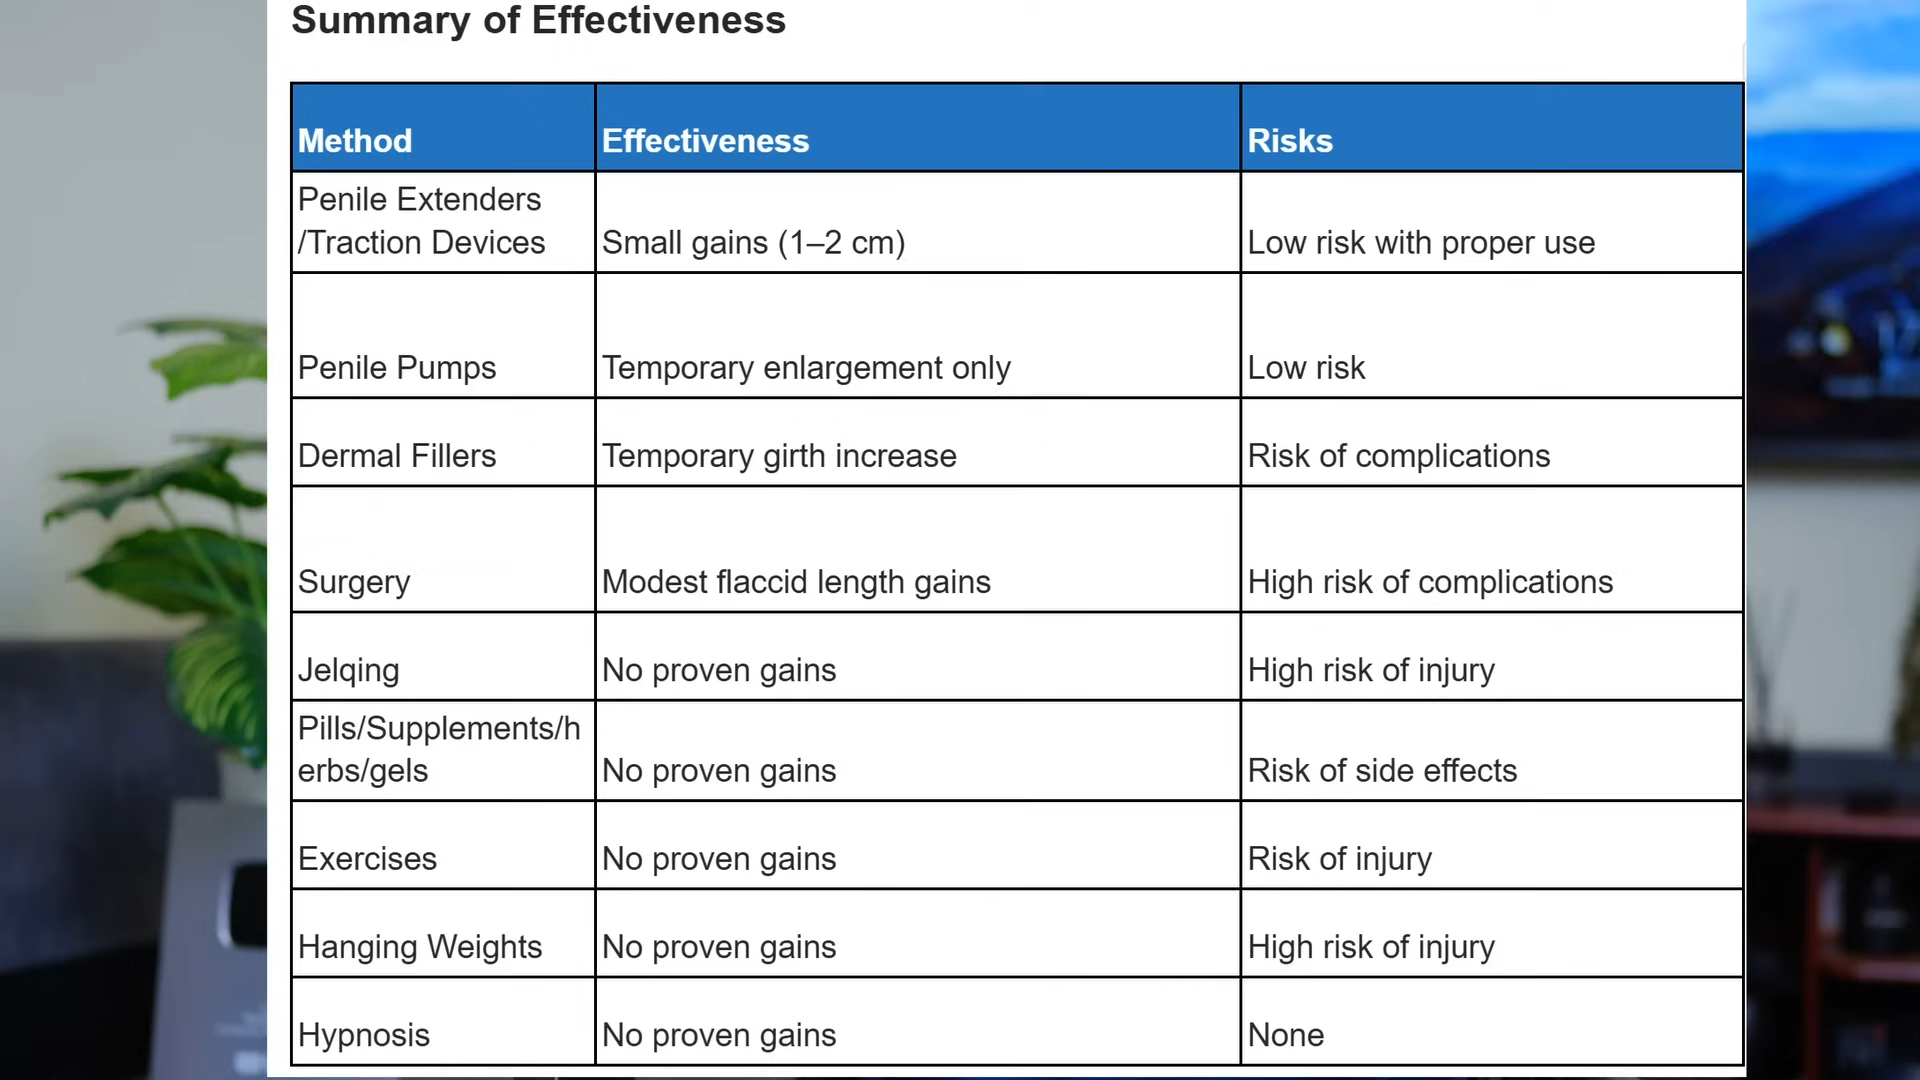 Summary of Effectiveness
Method Effectiveness Risks
Penile Extenders
/Traction Devices Small gains (1–2 cm) Low risk with proper use
Penile Pumps Temporary enlargement only Low risk
Dermal Fillers Temporary girth increase Risk of complications
Surgery Modest flaccid length gains High risk of complications
Jelqing No proven gains High risk of injury
Pills/Supplements/h
erbs/gels No proven gains Risk of side effects
Exercises No proven gains Risk of injury
Hanging Weights No proven gains High risk of injury
Hypnosis No proven gains None